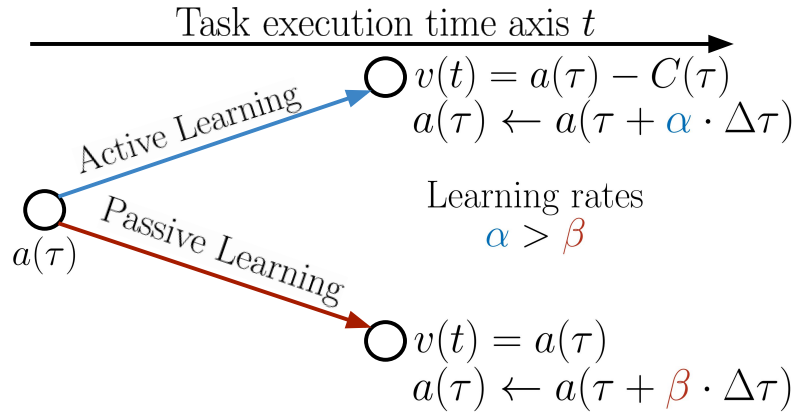 Task execution time axis t
Active Learning
v(t) = a(τ) − C(τ)
a(τ) ← a(τ + α · Δτ)
Learning rates
α > β
a(τ)
Passive Learning
v(t) = a(τ)
a(τ) ← a(τ + β · Δτ)